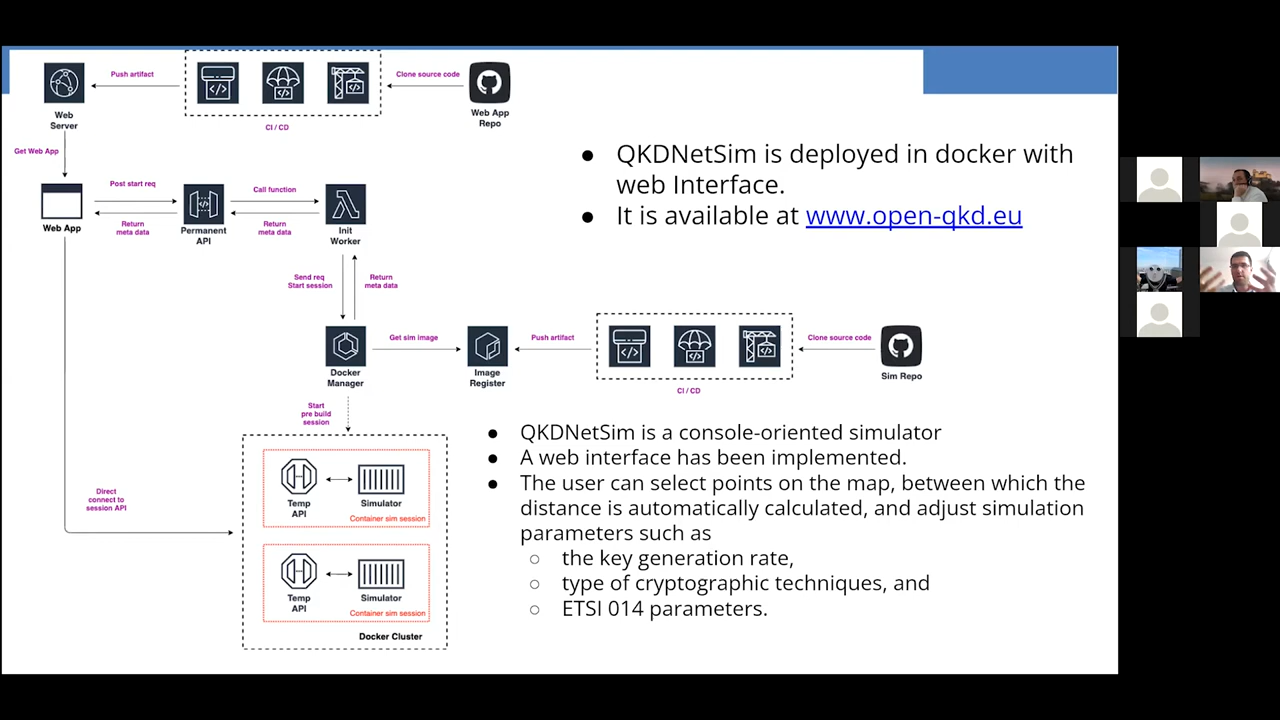 Push artifact
Clone source code
Web
Server
CI / CD
Web App
Repo
Get Web App
● QKDNetSim is deployed in docker with
web Interface.
● It is available at www.open-qkd.eu
Post start req
Call function
Web App
Return
meta data
Permanent
API
Return
meta data
Init
Worker
Send req
Start session
Return
meta data
Get sim image
Push artifact
Clone source code
Docker
Manager
Image
Register
CI / CD
Sim Repo
Start
pre build
session
● QKDNetSim is a console-oriented simulator
● A web interface has been implemented.
● The user can select points on the map, between which the
distance is automatically calculated, and adjust simulation
parameters such as
○ the key generation rate,
○ type of cryptographic techniques, and
○ ETSI 014 parameters.
Direct
connect to
session API
Temp
API
Simulator
Container sim session
Temp
API
Simulator
Container sim session
Docker Cluster